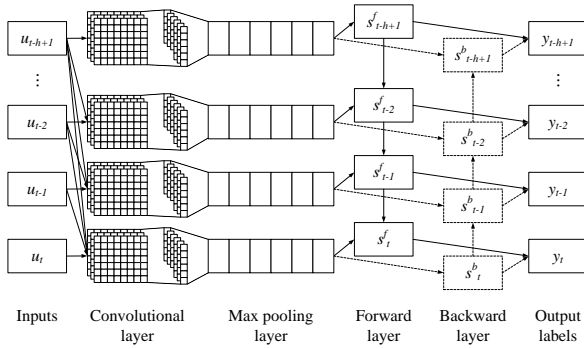 u_{t-h+1} s^f_{t-h+1} s^b_{t-h+1} y_{t-h+1}
⋮ ⋮
u_{t-2} s^f_{t-2} s^b_{t-2} y_{t-2}
u_{t-1} s^f_{t-1} s^b_{t-1} y_{t-1}
u_t s^f_t s^b_t y_t
Inputs Convolutional Max pooling Forward Backward Output
layer layer layer layer labels